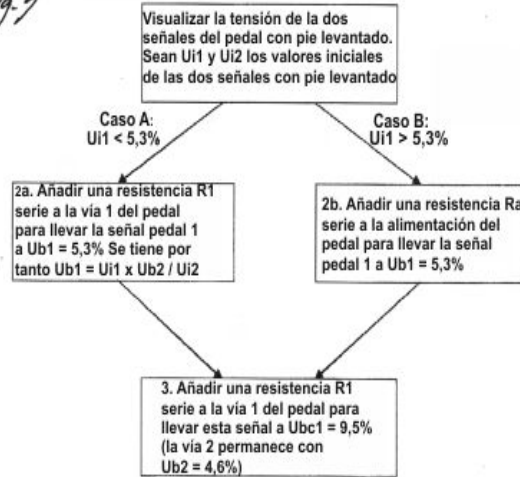 Visualizar la tensión de la dos
señales del pedal con pie levantado.
Sean Ui1 y Ui2 los valores iniciales
de las dos señales con pie levantado
Caso A:
Ui1 < 5,3%
Caso B:
Ui1 > 5,3%
2a. Añadir una resistencia R1
serie a la vía 1 del pedal
para llevar la señal pedal 1
a Ub1 = 5,3% Se tiene por
tanto Ub1 = Ui1 x Ub2 / Ui2
2b. Añadir una resistencia Ra
serie a la alimentación del
pedal para llevar la señal
pedal 1 a Ub1 = 5,3%
3. Añadir una resistencia R1
serie a la vía 1 del pedal para
llevar esta señal a Ubc1 = 9,5%
(la vía 2 permanece con
Ub2 = 4,6%)